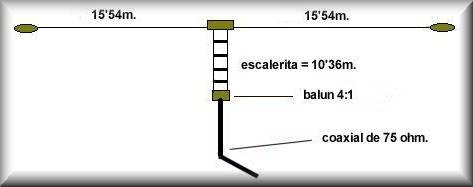 15'54m. 15'54m.
escalerita = 10'36m.
balun 4:1
coaxial de 75 ohm.